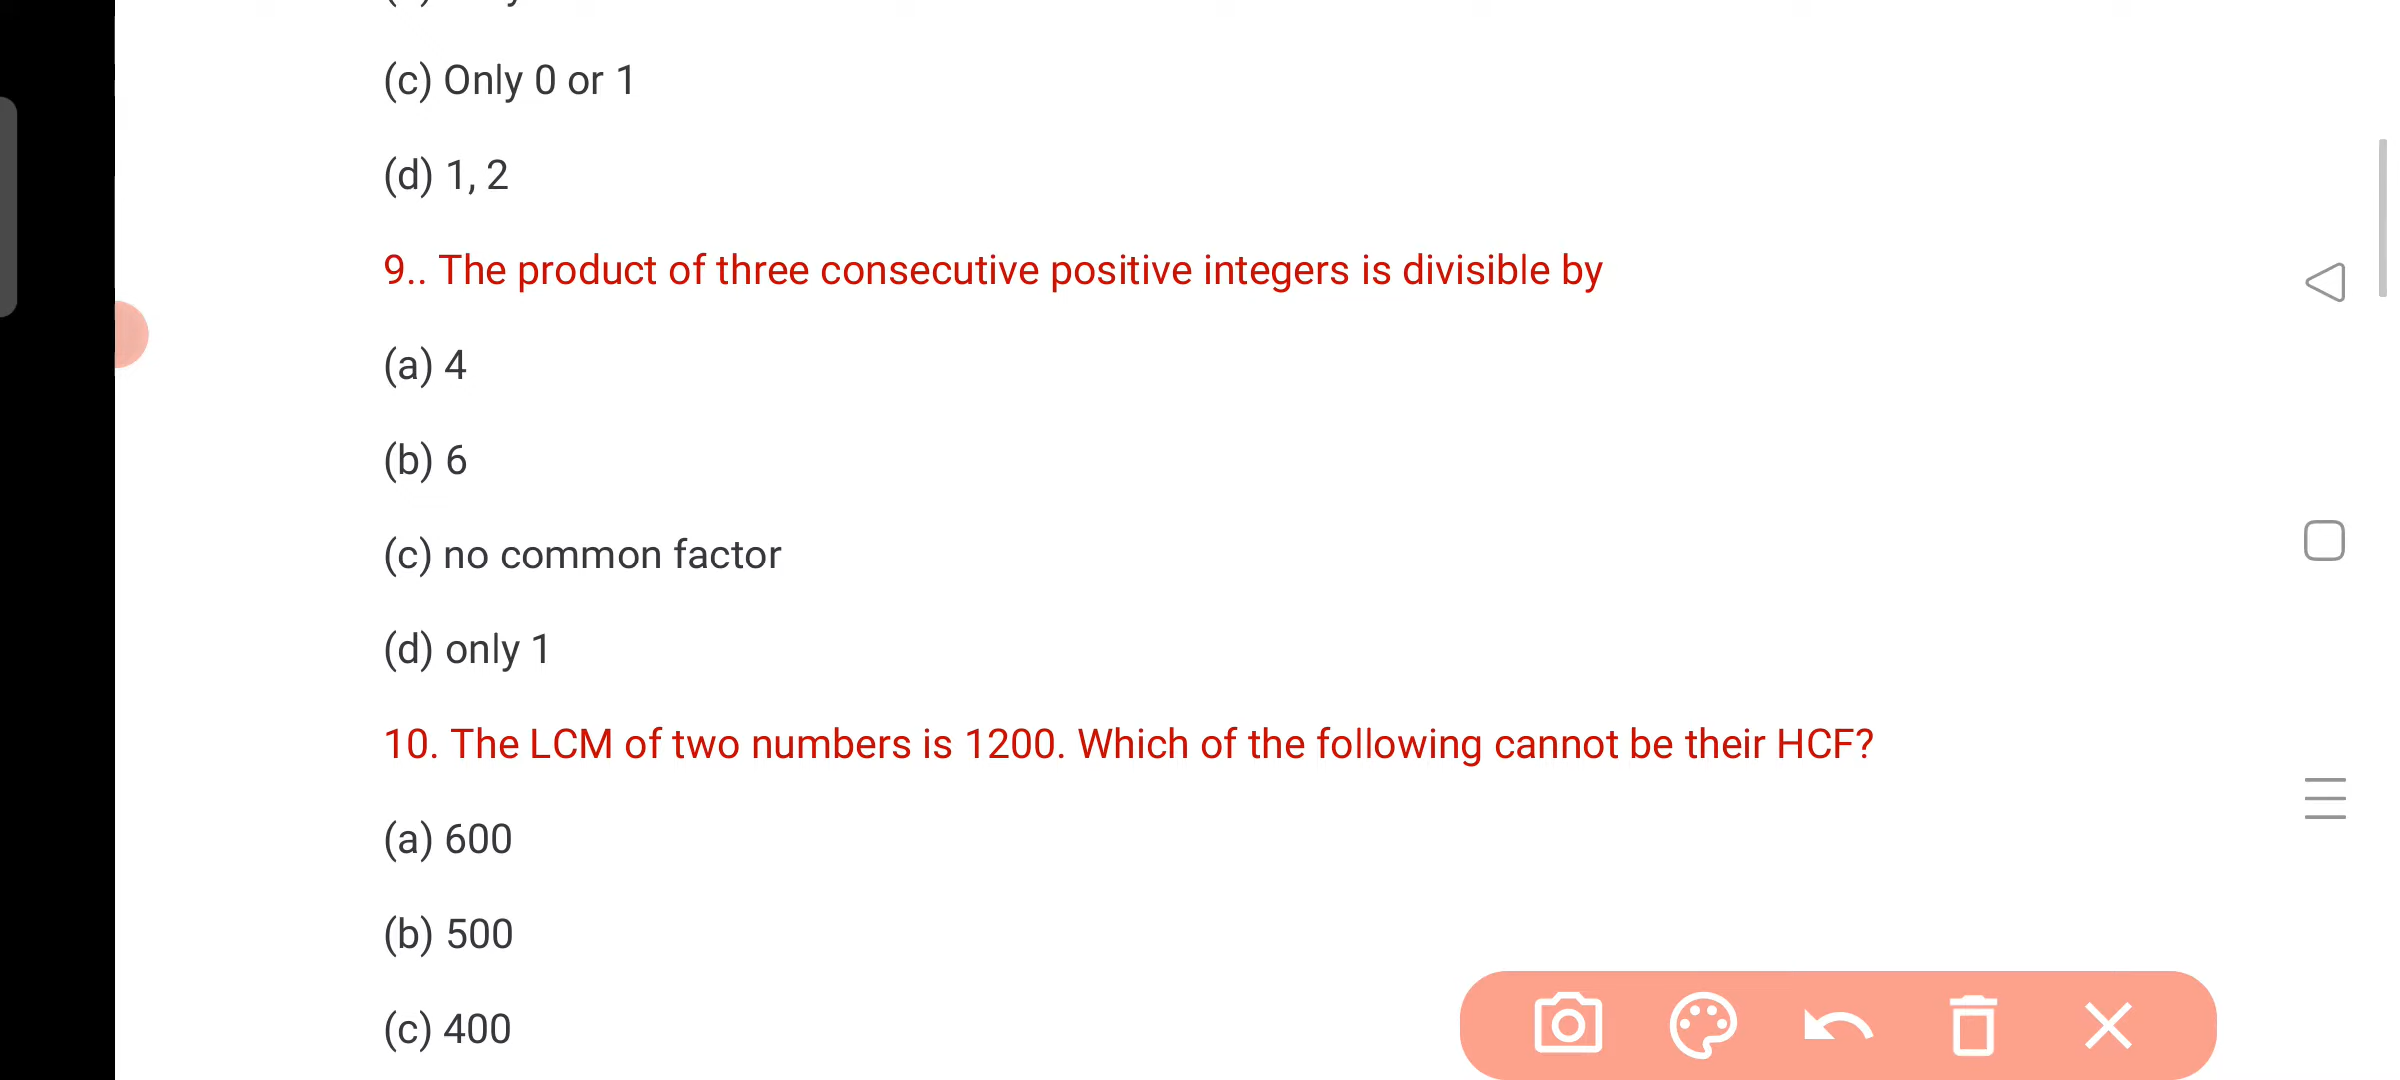 (c) Only 0 or 1
(d) 1, 2
9.. The product of three consecutive positive integers is divisible by
(a) 4
(b) 6
(c) no common factor
(d) only 1
10. The LCM of two numbers is 1200. Which of the following cannot be their HCF?
(a) 600
(b) 500
(c) 400